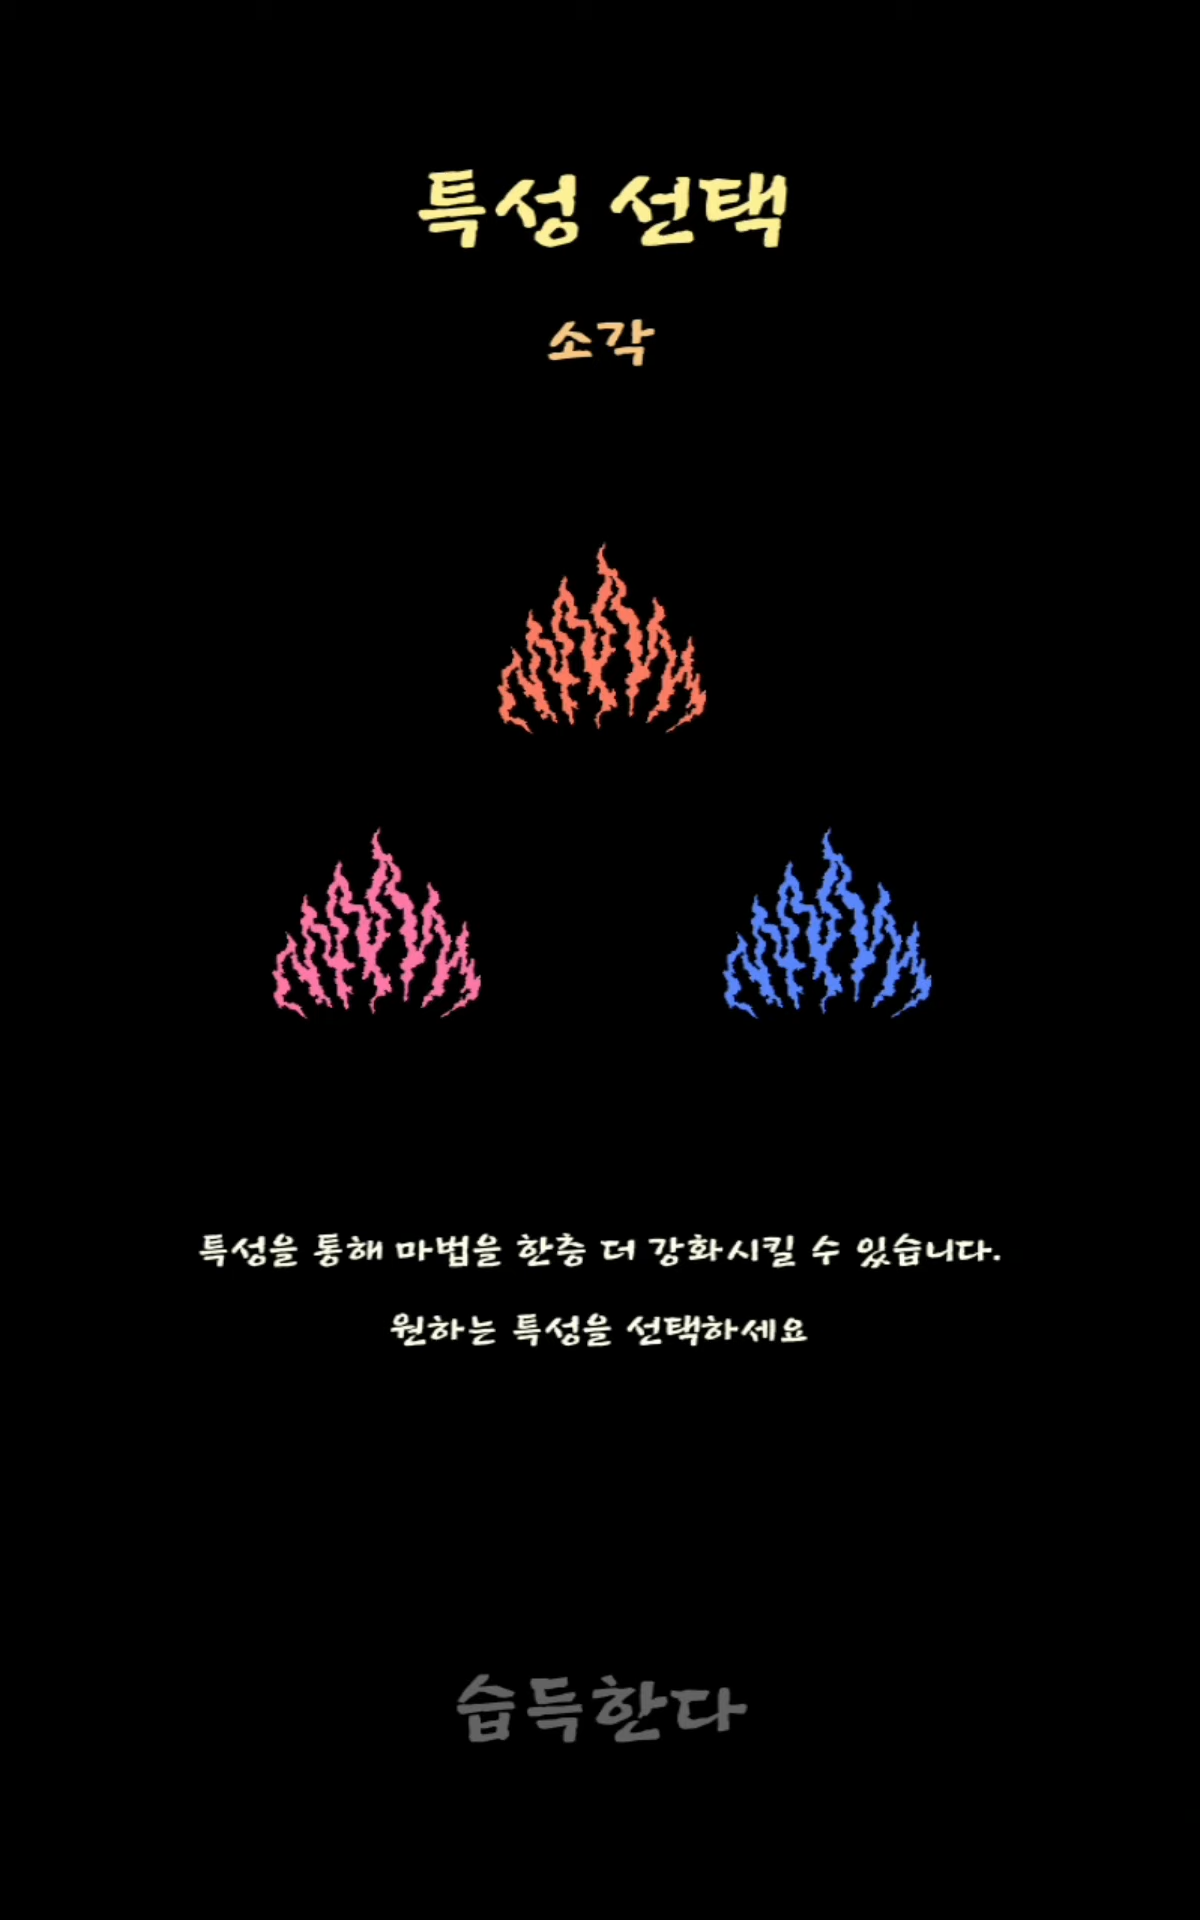 특성 선택
소각
특성을 통해 마법을 한층 더 강화시킬 수 있습니다.
원하는 특성을 선택하세요
습득한다